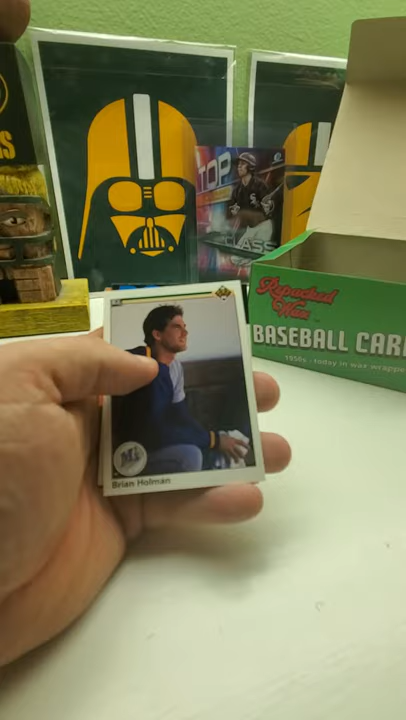 TOP
CLASS
Repacked
Wax
BASEBALL CAR
1950s - today in wax wrappe
Brian Holman